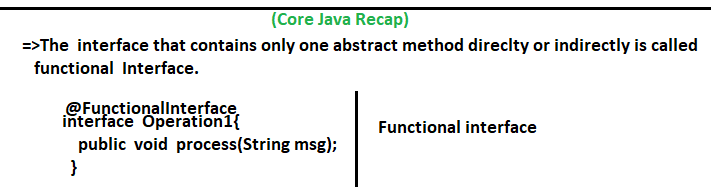 (Core Java Recap)
=>The interface that contains only one abstract method direclty or indirectly is called
functional Interface.
@FunctionalInterface
interface Operation1{
public void process(String msg);
}
Functional interface